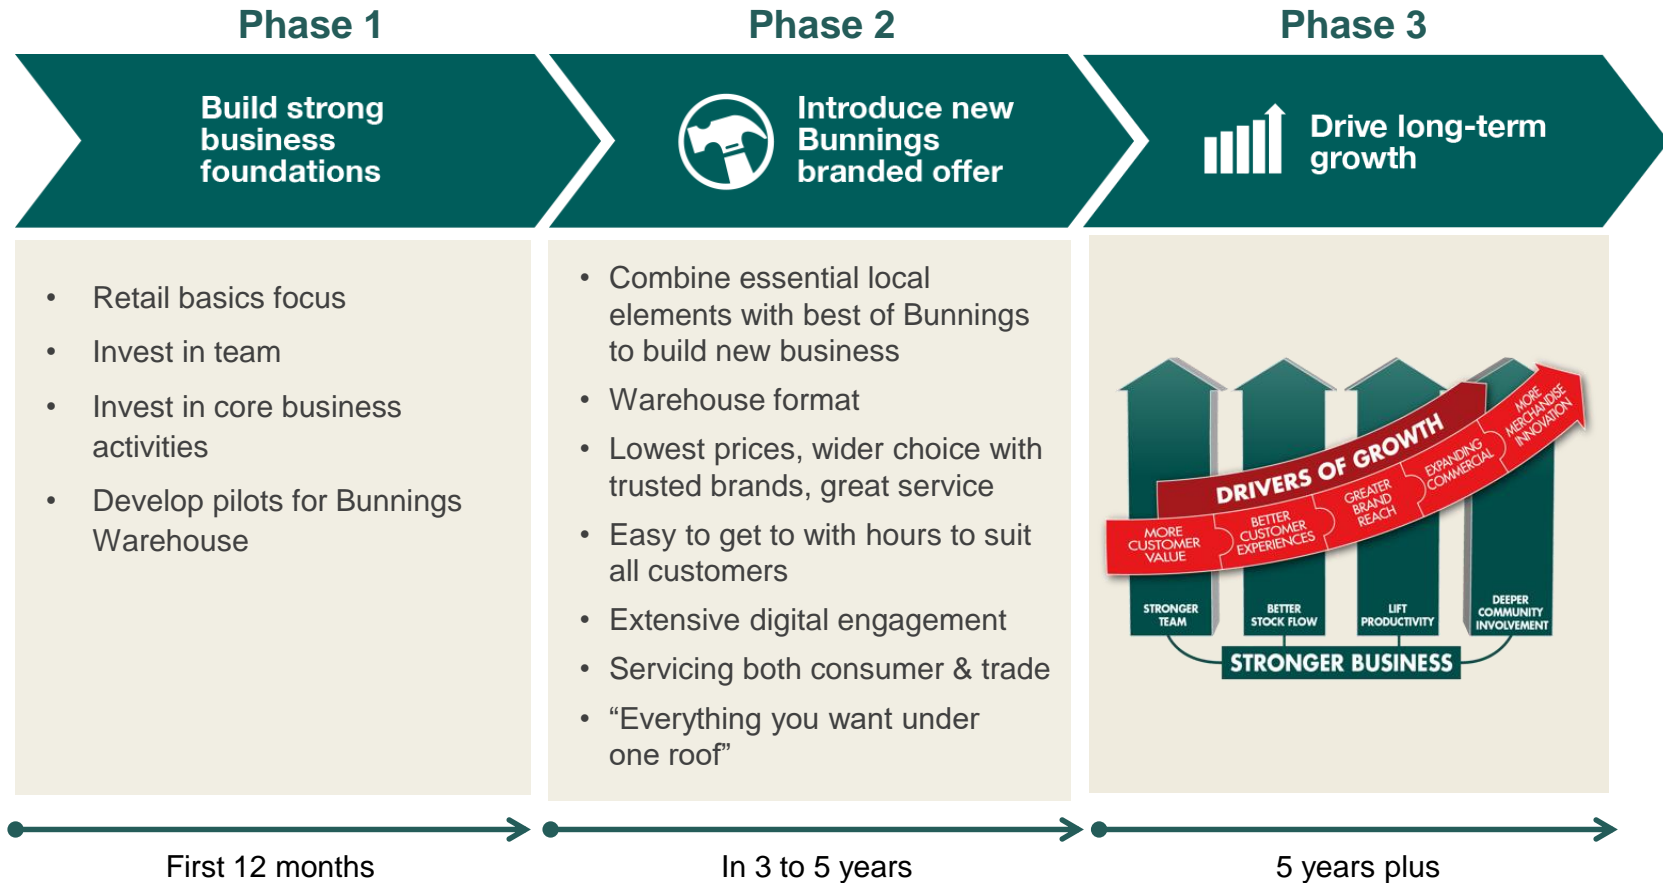 Phase 1
Phase 2
Phase 3
Build strong
business
foundations
Introduce new
Bunnings
branded offer
Drive long-term
growth
• Retail basics focus
• Invest in team
• Invest in core business
activities
• Develop pilots for Bunnings
Warehouse
• Combine essential local
elements with best of Bunnings
to build new business
• Warehouse format
• Lowest prices, wider choice with
trusted brands, great service
• Easy to get to with hours to suit
all customers
• Extensive digital engagement
• Servicing both consumer & trade
• “Everything you want under
one roof”
DRIVERS OF GROWTH
MORE
CUSTOMER
VALUE
BETTER
CUSTOMER
EXPERIENCES
GREATER
BRAND
REACH
EXPANDING
COMMERCIAL
MORE
MERCHANDISE
INNOVATION
STRONGER
TEAM
BETTER
STOCK FLOW
LIFT
PRODUCTIVITY
DEEPER
COMMUNITY
INVOLVEMENT
STRONGER BUSINESS
First 12 months
In 3 to 5 years
5 years plus